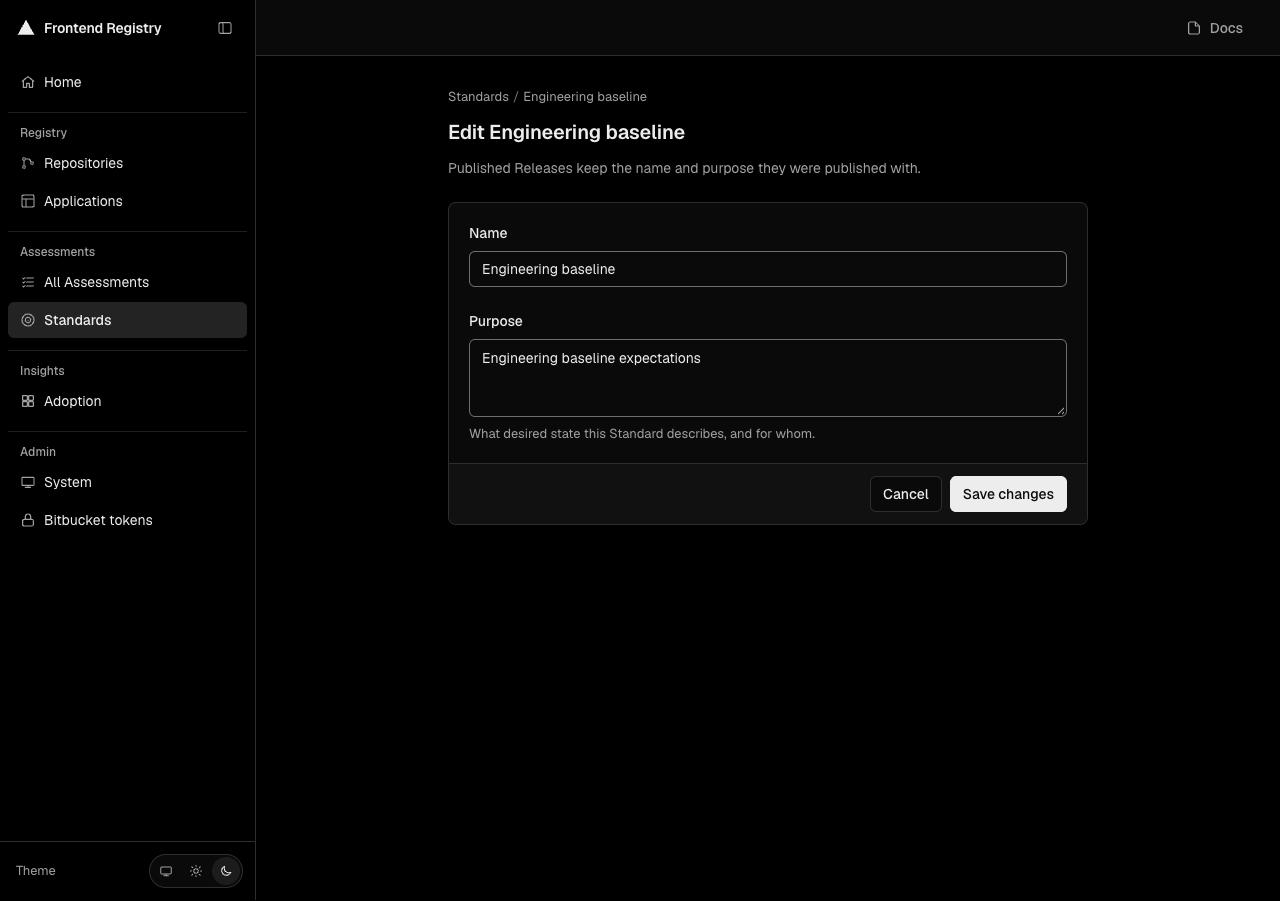 Frontend Registry
Docs
Home
Registry
Repositories
Applications
Assessments
All Assessments
Standards
Insights
Adoption
Admin
System
Bitbucket tokens
Theme
Standards / Engineering baseline
Edit Engineering baseline
Published Releases keep the name and purpose they were published with.
Name
Engineering baseline
Purpose
Engineering baseline expectations
What desired state this Standard describes, and for whom.
Cancel
Save changes